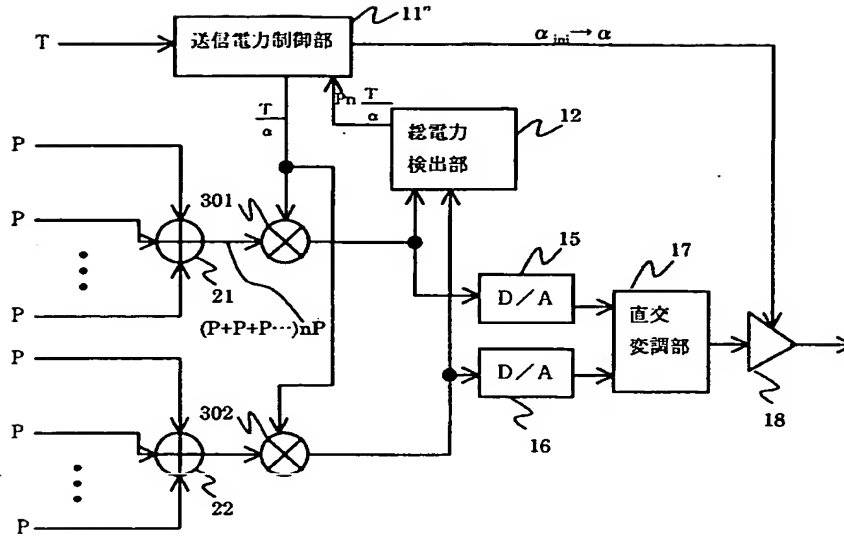 11"
T
送信電力制御部
α ini → α
T
α
Pn T
α
総電力
検出部
12
P
P
P
301
21
(P+P+P…)nP
15
D/A
17
直交
変調部
18
P
P
P
302
22
D/A
16